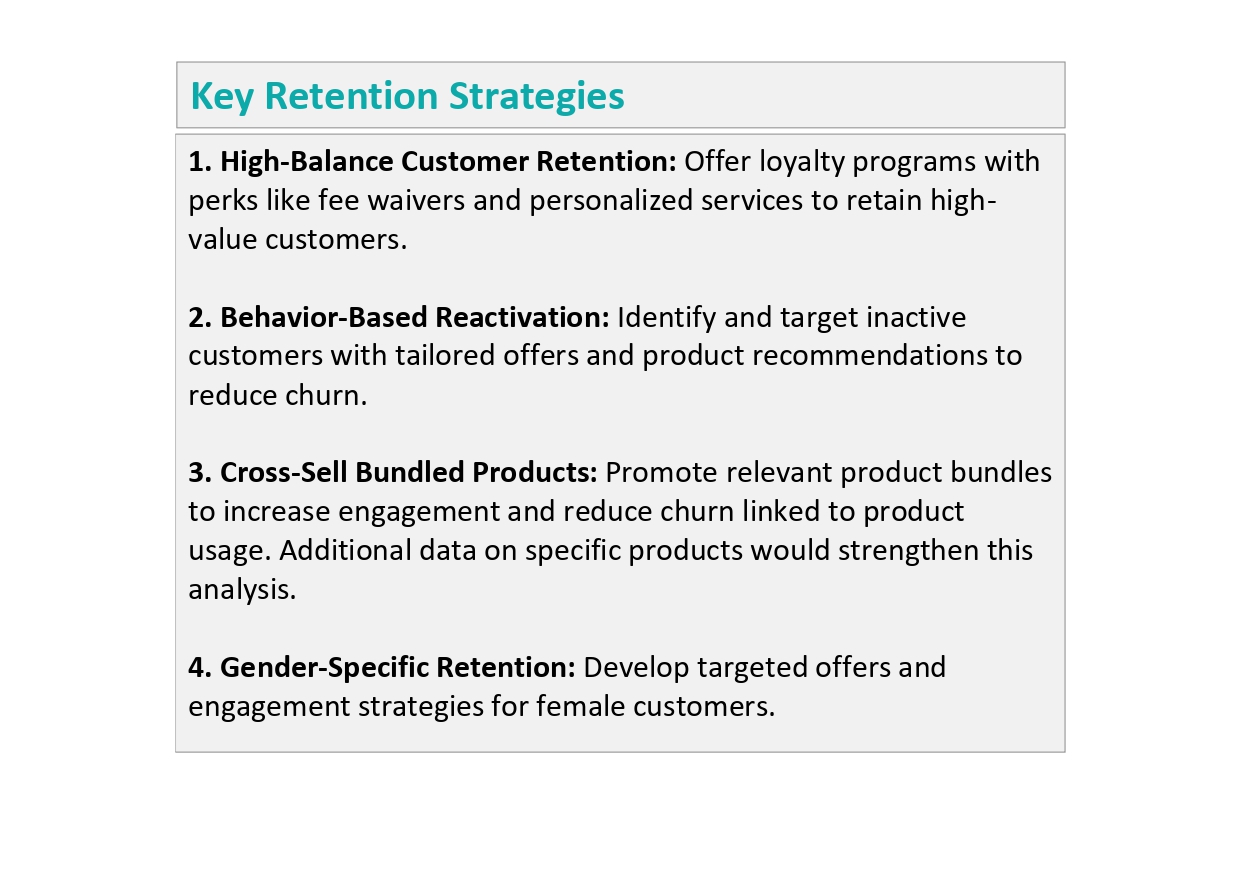 Key Retention Strategies
1. High-Balance Customer Retention: Offer loyalty programs with
perks like fee waivers and personalized services to retain high-
value customers.
2. Behavior-Based Reactivation: Identify and target inactive
customers with tailored offers and product recommendations to
reduce churn.
3. Cross-Sell Bundled Products: Promote relevant product bundles
to increase engagement and reduce churn linked to product
usage. Additional data on specific products would strengthen this
analysis.
4. Gender-Specific Retention: Develop targeted offers and
engagement strategies for female customers.